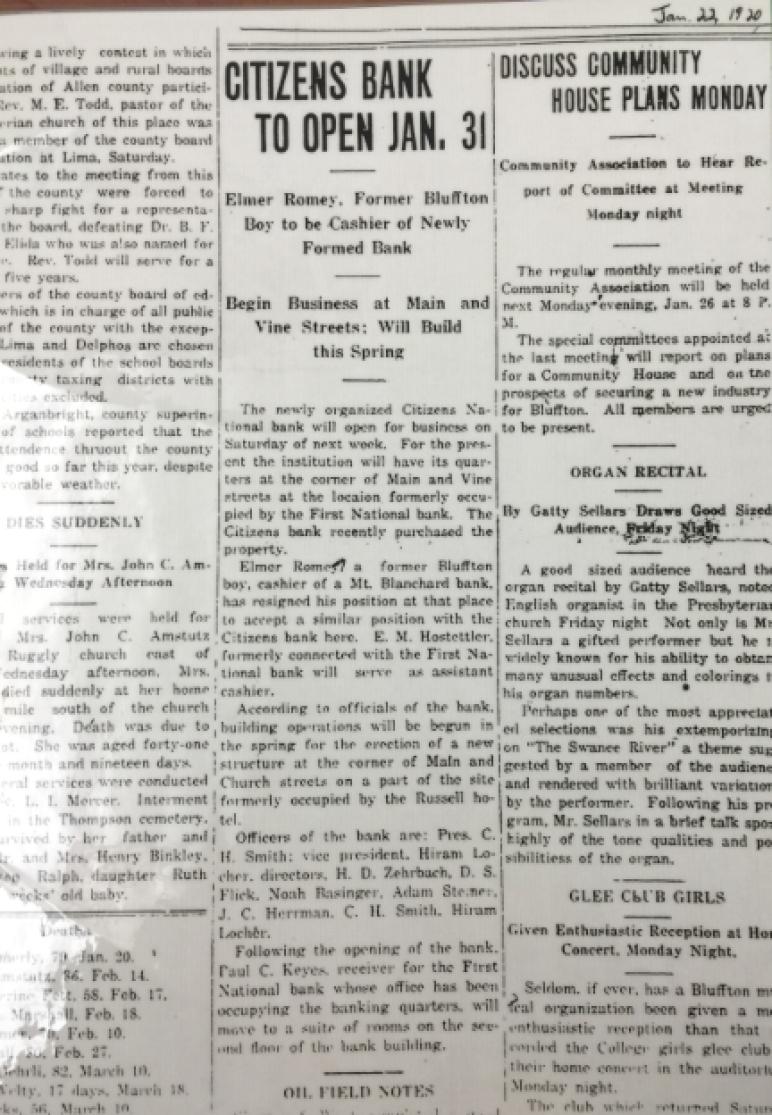 Jan. 22, 1920
ving a lively contest in which
ts of village and rural boards
ation of Allen county partici-
Rev. M. E. Todd, pastor of the
erian church of this place was
a member of the county board
ation at Lima, Saturday.
ates to the meeting from this
the county were forced to
sharp fight for a representa-
the board, defeating Dr. B. F.
Elida who was also named for
Rev. Todd will serve for a
five years.
ers of the county board of ed-
which is in charge of all public
of the county with the excep-
Lima and Delphos are chosen
residents of the school boards
taxing districts with
excluded.
Arganbright, county superin-
of schools reported that the
ttendence thruout the county
good so far this year, despite
vorable weather.
DIES SUDDENLY
Held for Mrs. John C. Am-
Wednesday Afternoon
services were held for
Mrs. John C. Amstutz
Ruggly church east of
ednesday afternoon. Mrs.
died suddenly at her home
mile south of the church
vening. Death was due to
ot. She was aged forty-one
month and nineteen days.
eral services were conducted
L. I. Mercer. Interment
in the Thompson cemetery.
urvived by her father and
and Mrs. Henry Binkley,
Ralph, daughter Ruth
weeks' old baby.
Deaths
79 Jan. 20.
mstutz, 36, Feb. 14.
58, Feb. 17.
Feb. 18.
Feb. 10.
Feb. 27.
82, March 10.
Welty, 17 days, March 18.
56, March 10
CITIZENS BANK
TO OPEN JAN. 31
Elmer Romey, Former Bluffton
Boy to be Cashier of Newly
Formed Bank
Begin Business at Main and
Vine Streets; Will Build
this Spring
The newly organized Citizens Na-
tional bank will open for business on
Saturday of next week. For the pres-
ent the institution will have its quar-
ters at the corner of Main and Vine
streets at the locaion formerly occu-
pied by the First National bank. The
Citizens bank recently purchased the
property.
Elmer Romey a former Bluffton
boy, cashier of a Mt. Blanchard bank,
has resigned his position at that place
to accept a similar position with the
Citizens bank here. E. M. Hostettler,
formerly connected with the First Na-
tional bank will serve as assistant
cashier.
According to officials of the bank,
building operations will be begun in
the spring for the erection of a new
structure at the corner of Main and
Church streets on a part of the site
formerly occupied by the Russell ho-
tel.
Officers of the bank are: Pres. C.
H. Smith; vice president, Hiram Lo-
cher, directors, H. D. Zehrbach, D. S.
Flick, Noah Basinger, Adam Steiner,
J. C. Herrman, C. H. Smith, Hiram
Locher.
Following the opening of the bank,
Paul C. Keyes, receiver for the First
National bank whose office has been
occupying the banking quarters, will
move to a suite of rooms on the sec-
ond floor of the bank building.
OIL FIELD NOTES
DISCUSS COMMUNITY
HOUSE PLANS MONDAY
Community Association to Hear Re-
port of Committee at Meeting
Monday night
The regular monthly meeting of the
Community Association will be held
next Monday evening, Jan. 26 at 8 P.
M.
The special committees appointed at
the last meeting will report on plans
for a Community House and on the
prospects of securing a new industry
for Bluffton. All members are urged
to be present.
ORGAN RECITAL
By Gatty Sellars Draws Good Sized
Audience, Friday Night
A good sized audience heard the
organ recital by Gatty Sellars, noted
English organist in the Presbyterian
church Friday night Not only is Mr
Sellars a gifted performer but he i
widely known for his ability to obtain
many unusual effects and colorings
his organ numbers.
Perhaps one of the most appreciat
ed selections was his extemporizing
on "The Swanee River" a theme sug
gested by a member of the audienc
and rendered with brilliant variation
by the performer. Following his pro
gram, Mr. Sellars in a brief talk spo
highly of the tone qualities and po
sibilitiess of the organ.
GLEE CLUB GIRLS
Given Enthusiastic Reception at Hom
Concert, Monday Night.
Seldom, if ever, has a Bluffton mu
ical organization been given a mo
enthusiastic reception than that
corded the College girls glee club
their home concert in the auditoriu
Monday night.
The club which returned Satur